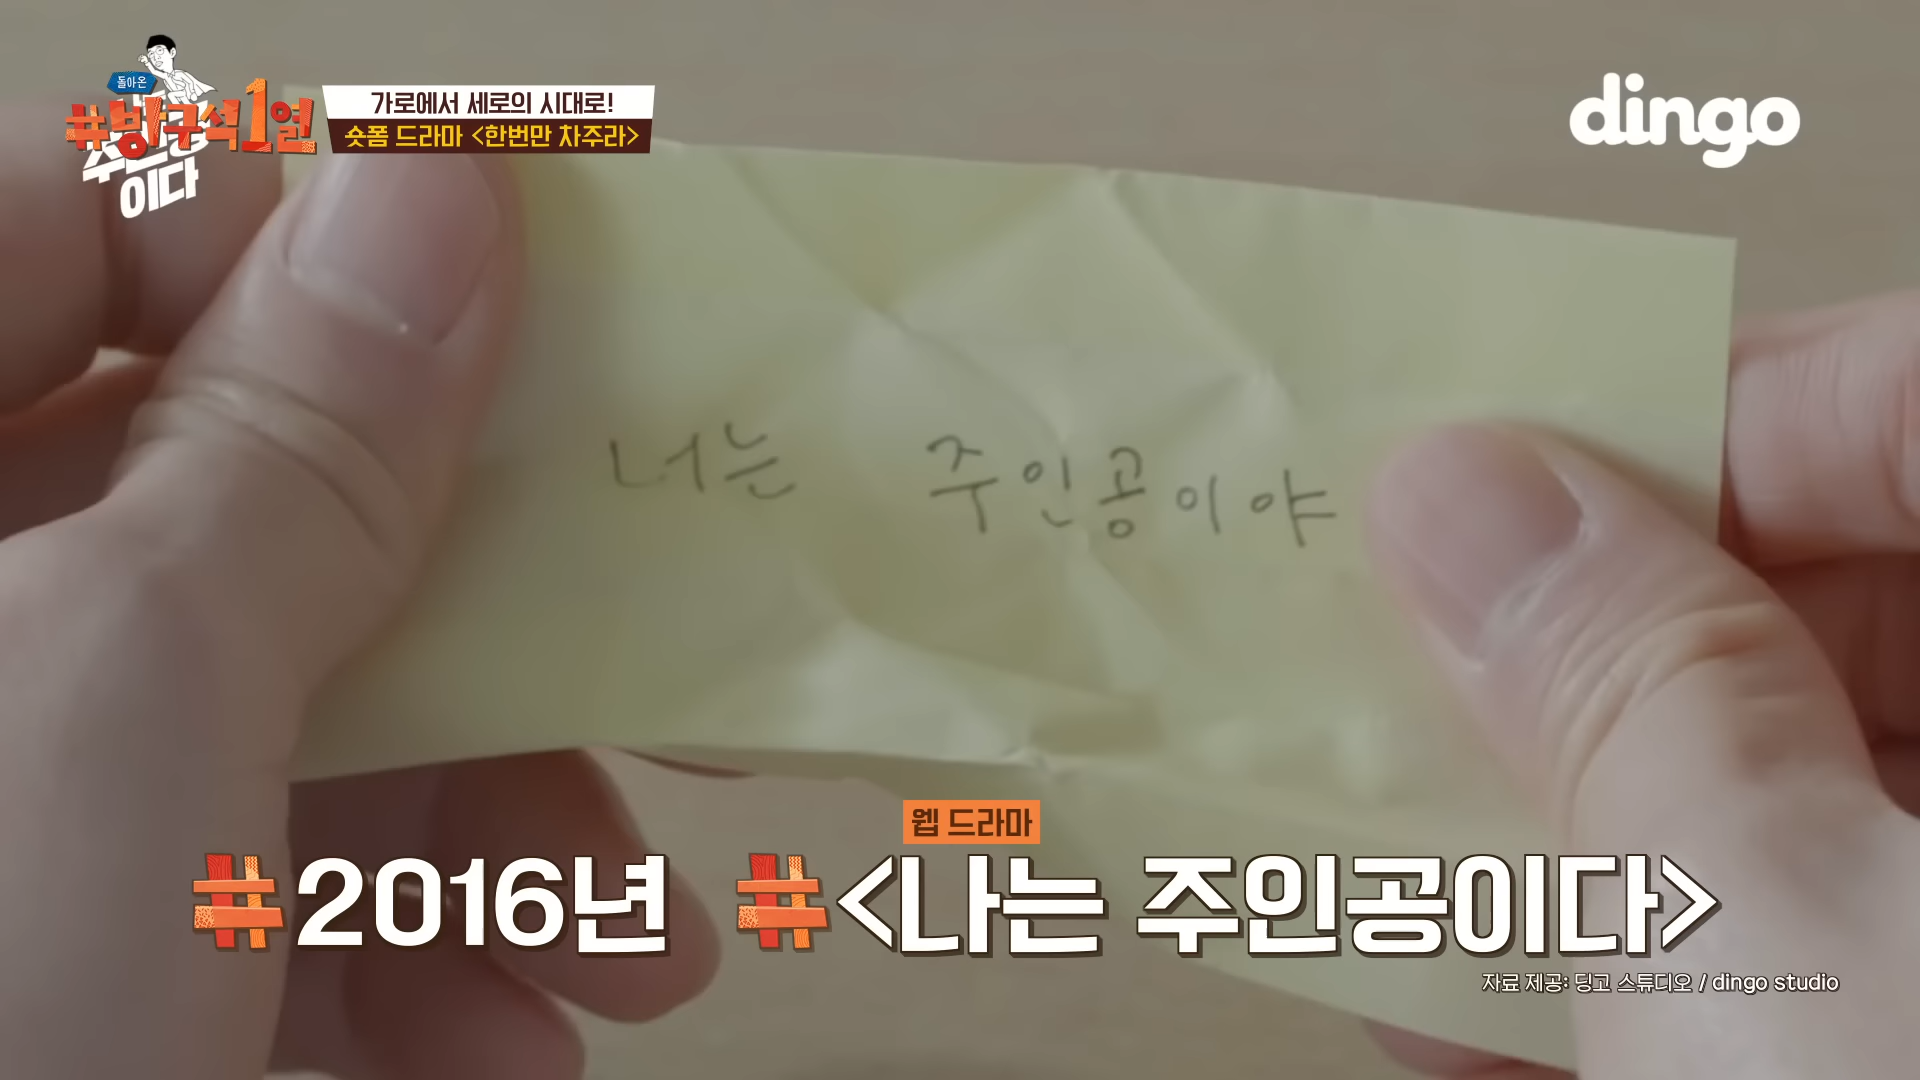 돌아온
#방구석1열
이다
가로에서 세로의 시대로!
숏폼 드라마 <한번만 차주라>
dingo
너는 주인공이야
웹 드라마
#2016년 #<나는 주인공이다>
자료 제공: 딩고 스튜디오 / dingo studio